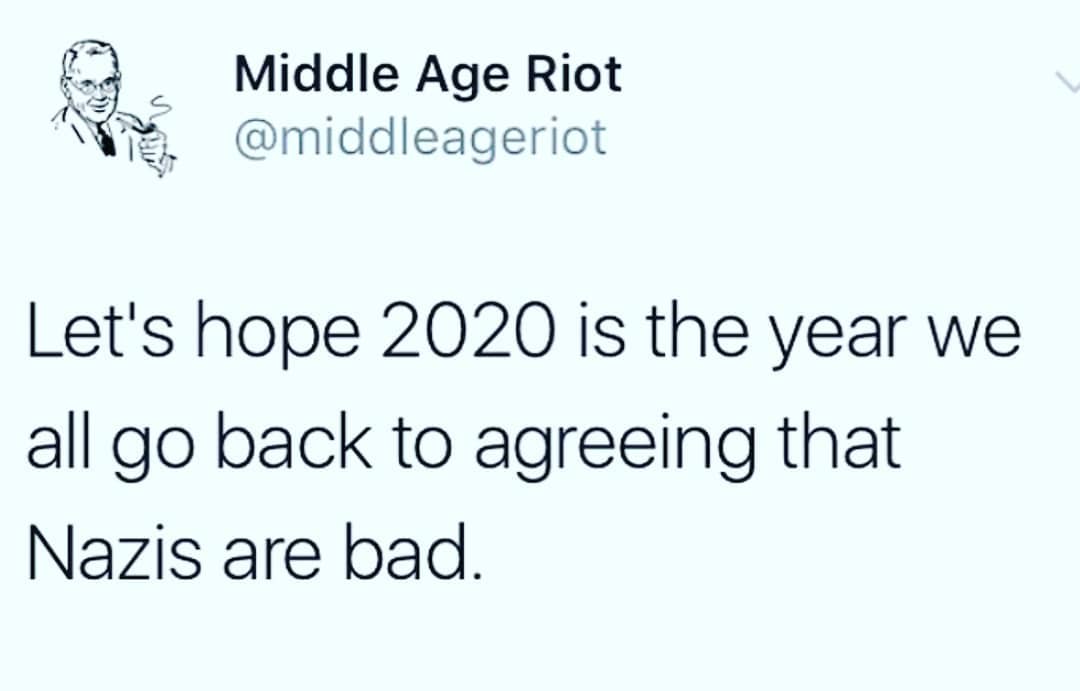 Middle Age Riot
@middleageriot
Let's hope 2020 is the year we
all go back to agreeing that
Nazis are bad.